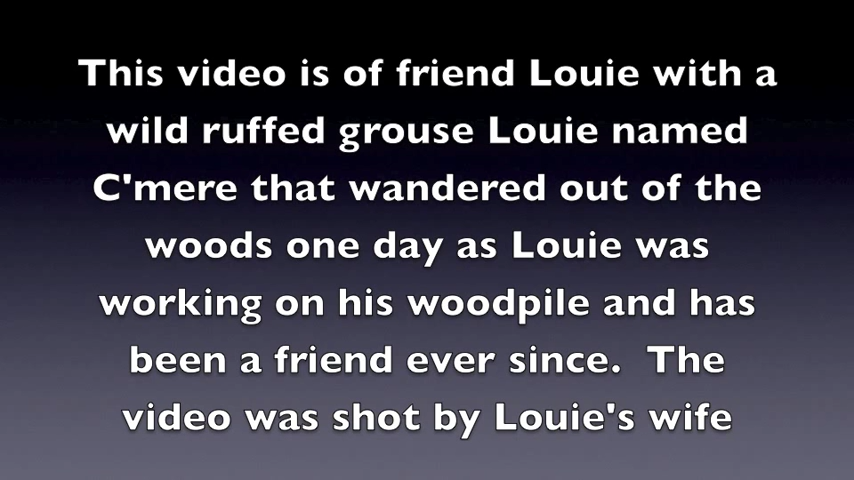 This video is of friend Louie with a
wild ruffed grouse Louie named
C'mere that wandered out of the
woods one day as Louie was
working on his woodpile and has
been a friend ever since.  The
video was shot by Louie's wife